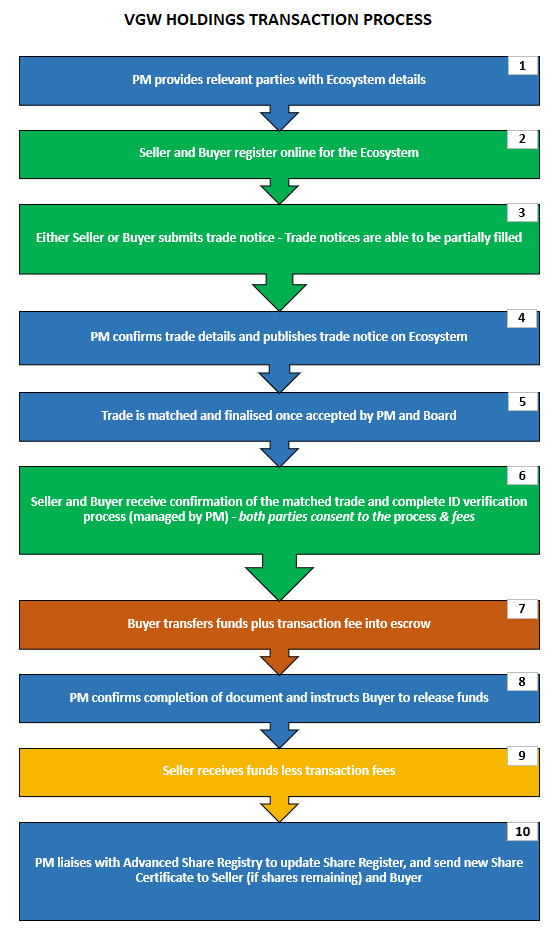 VGW HOLDINGS TRANSACTION PROCESS
1
PM provides relevant parties with Ecosystem details
2
Seller and Buyer register online for the Ecosystem
3
Either Seller or Buyer submits trade notice - Trade notices are able to be partially filled
4
PM confirms trade details and publishes trade notice on Ecosystem
5
Trade is matched and finalised once accepted by PM and Board
6
Seller and Buyer receive confirmation of the matched trade and complete ID verification
process (managed by PM) - both parties consent to the process & fees
7
Buyer transfers funds plus transaction fee into escrow
8
PM confirms completion of document and instructs Buyer to release funds
9
Seller receives funds less transaction fees
10
PM liaises with Advanced Share Registry to update Share Register, and send new Share
Certificate to Seller (if shares remaining) and Buyer